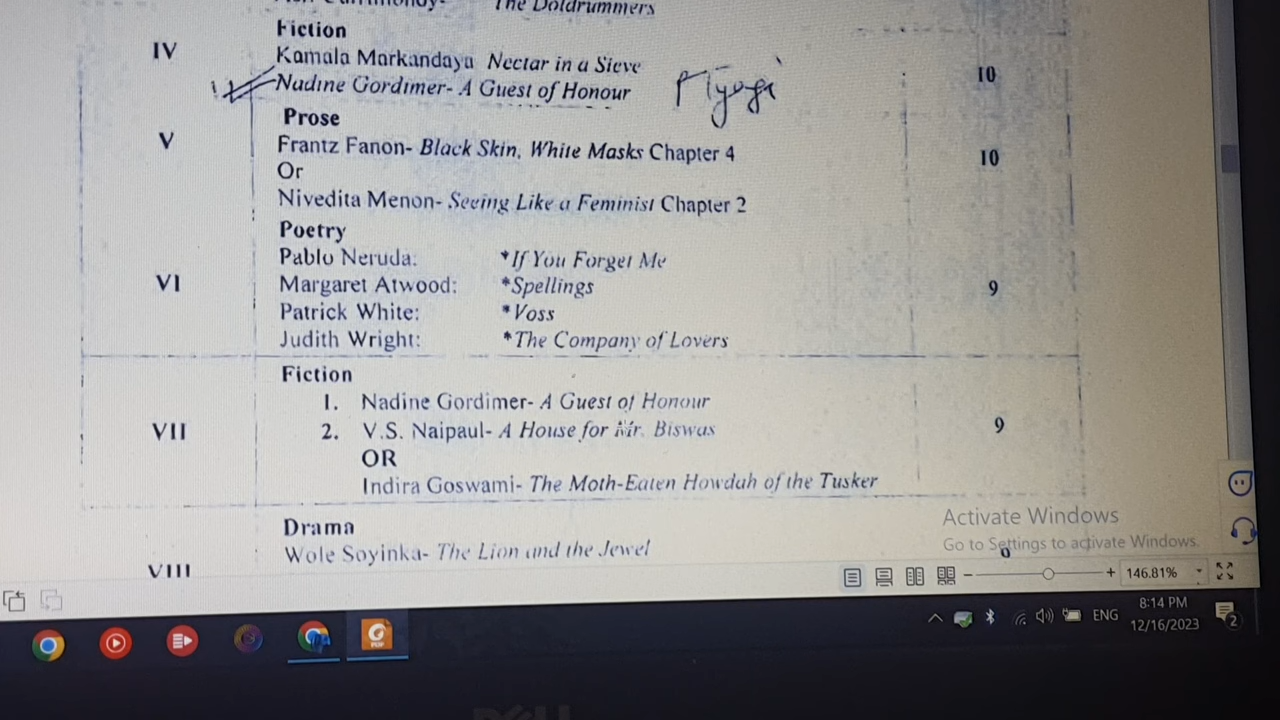 The Doldrummers
Fiction
IV
Kamala Markandaya Nectar in a Sieve
10
Nadine Gordimer- A Guest of Honour
Prose
V
Frantz Fanon- Black Skin, White Masks Chapter 4
10
Or
Nivedita Menon- Seeing Like a Feminist Chapter 2
Poetry
Pablo Neruda: *If You Forget Me
VI
Margaret Atwood: *Spellings
9
Patrick White: *Voss
Judith Wright: *The Company of Lovers
Fiction
1. Nadine Gordimer- A Guest of Honour
VII
2. V.S. Naipaul- A House for Mr. Biswas
9
OR
Indira Goswami- The Moth-Eaten Howdah of the Tusker
Drama
Wole Soyinka- The Lion and the Jewel
VIII
Activate Windows
Go to Settings to activate Windows.
146.81%
ENG
8:14 PM
12/16/2023
2
PDF
DELL